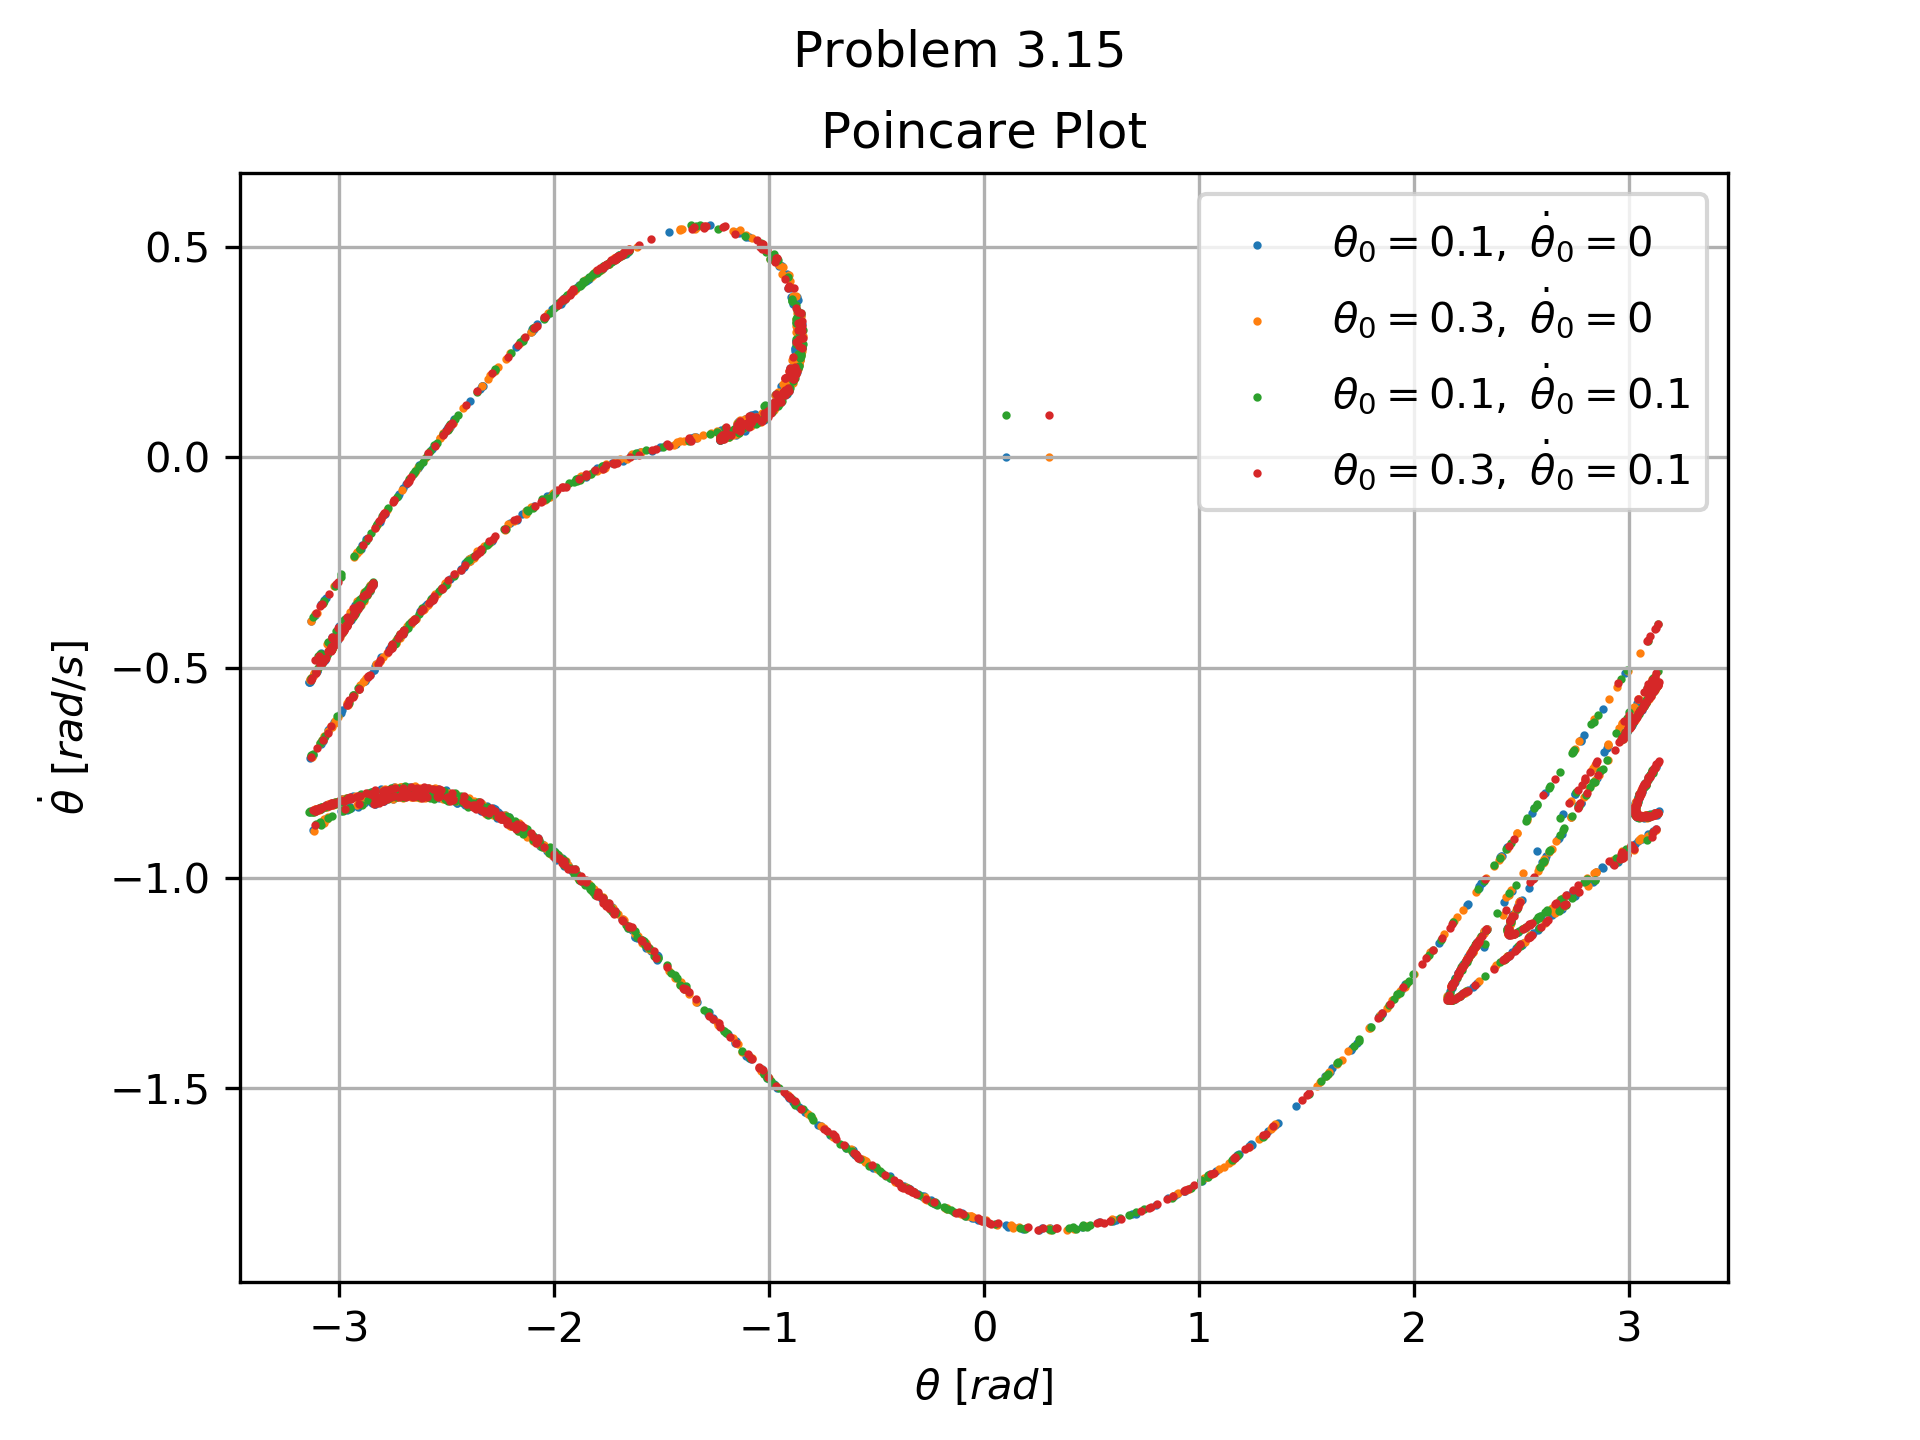 Problem 3.15
Poincare Plot
θ₀ = 0.1, θ̇₀ = 0
θ₀ = 0.3, θ̇₀ = 0
θ₀ = 0.1, θ̇₀ = 0.1
θ₀ = 0.3, θ̇₀ = 0.1
0.5
0.0
−0.5
−1.0
−1.5
θ̇ [rad/s]
−3 −2 −1 0 1 2 3
θ [rad]